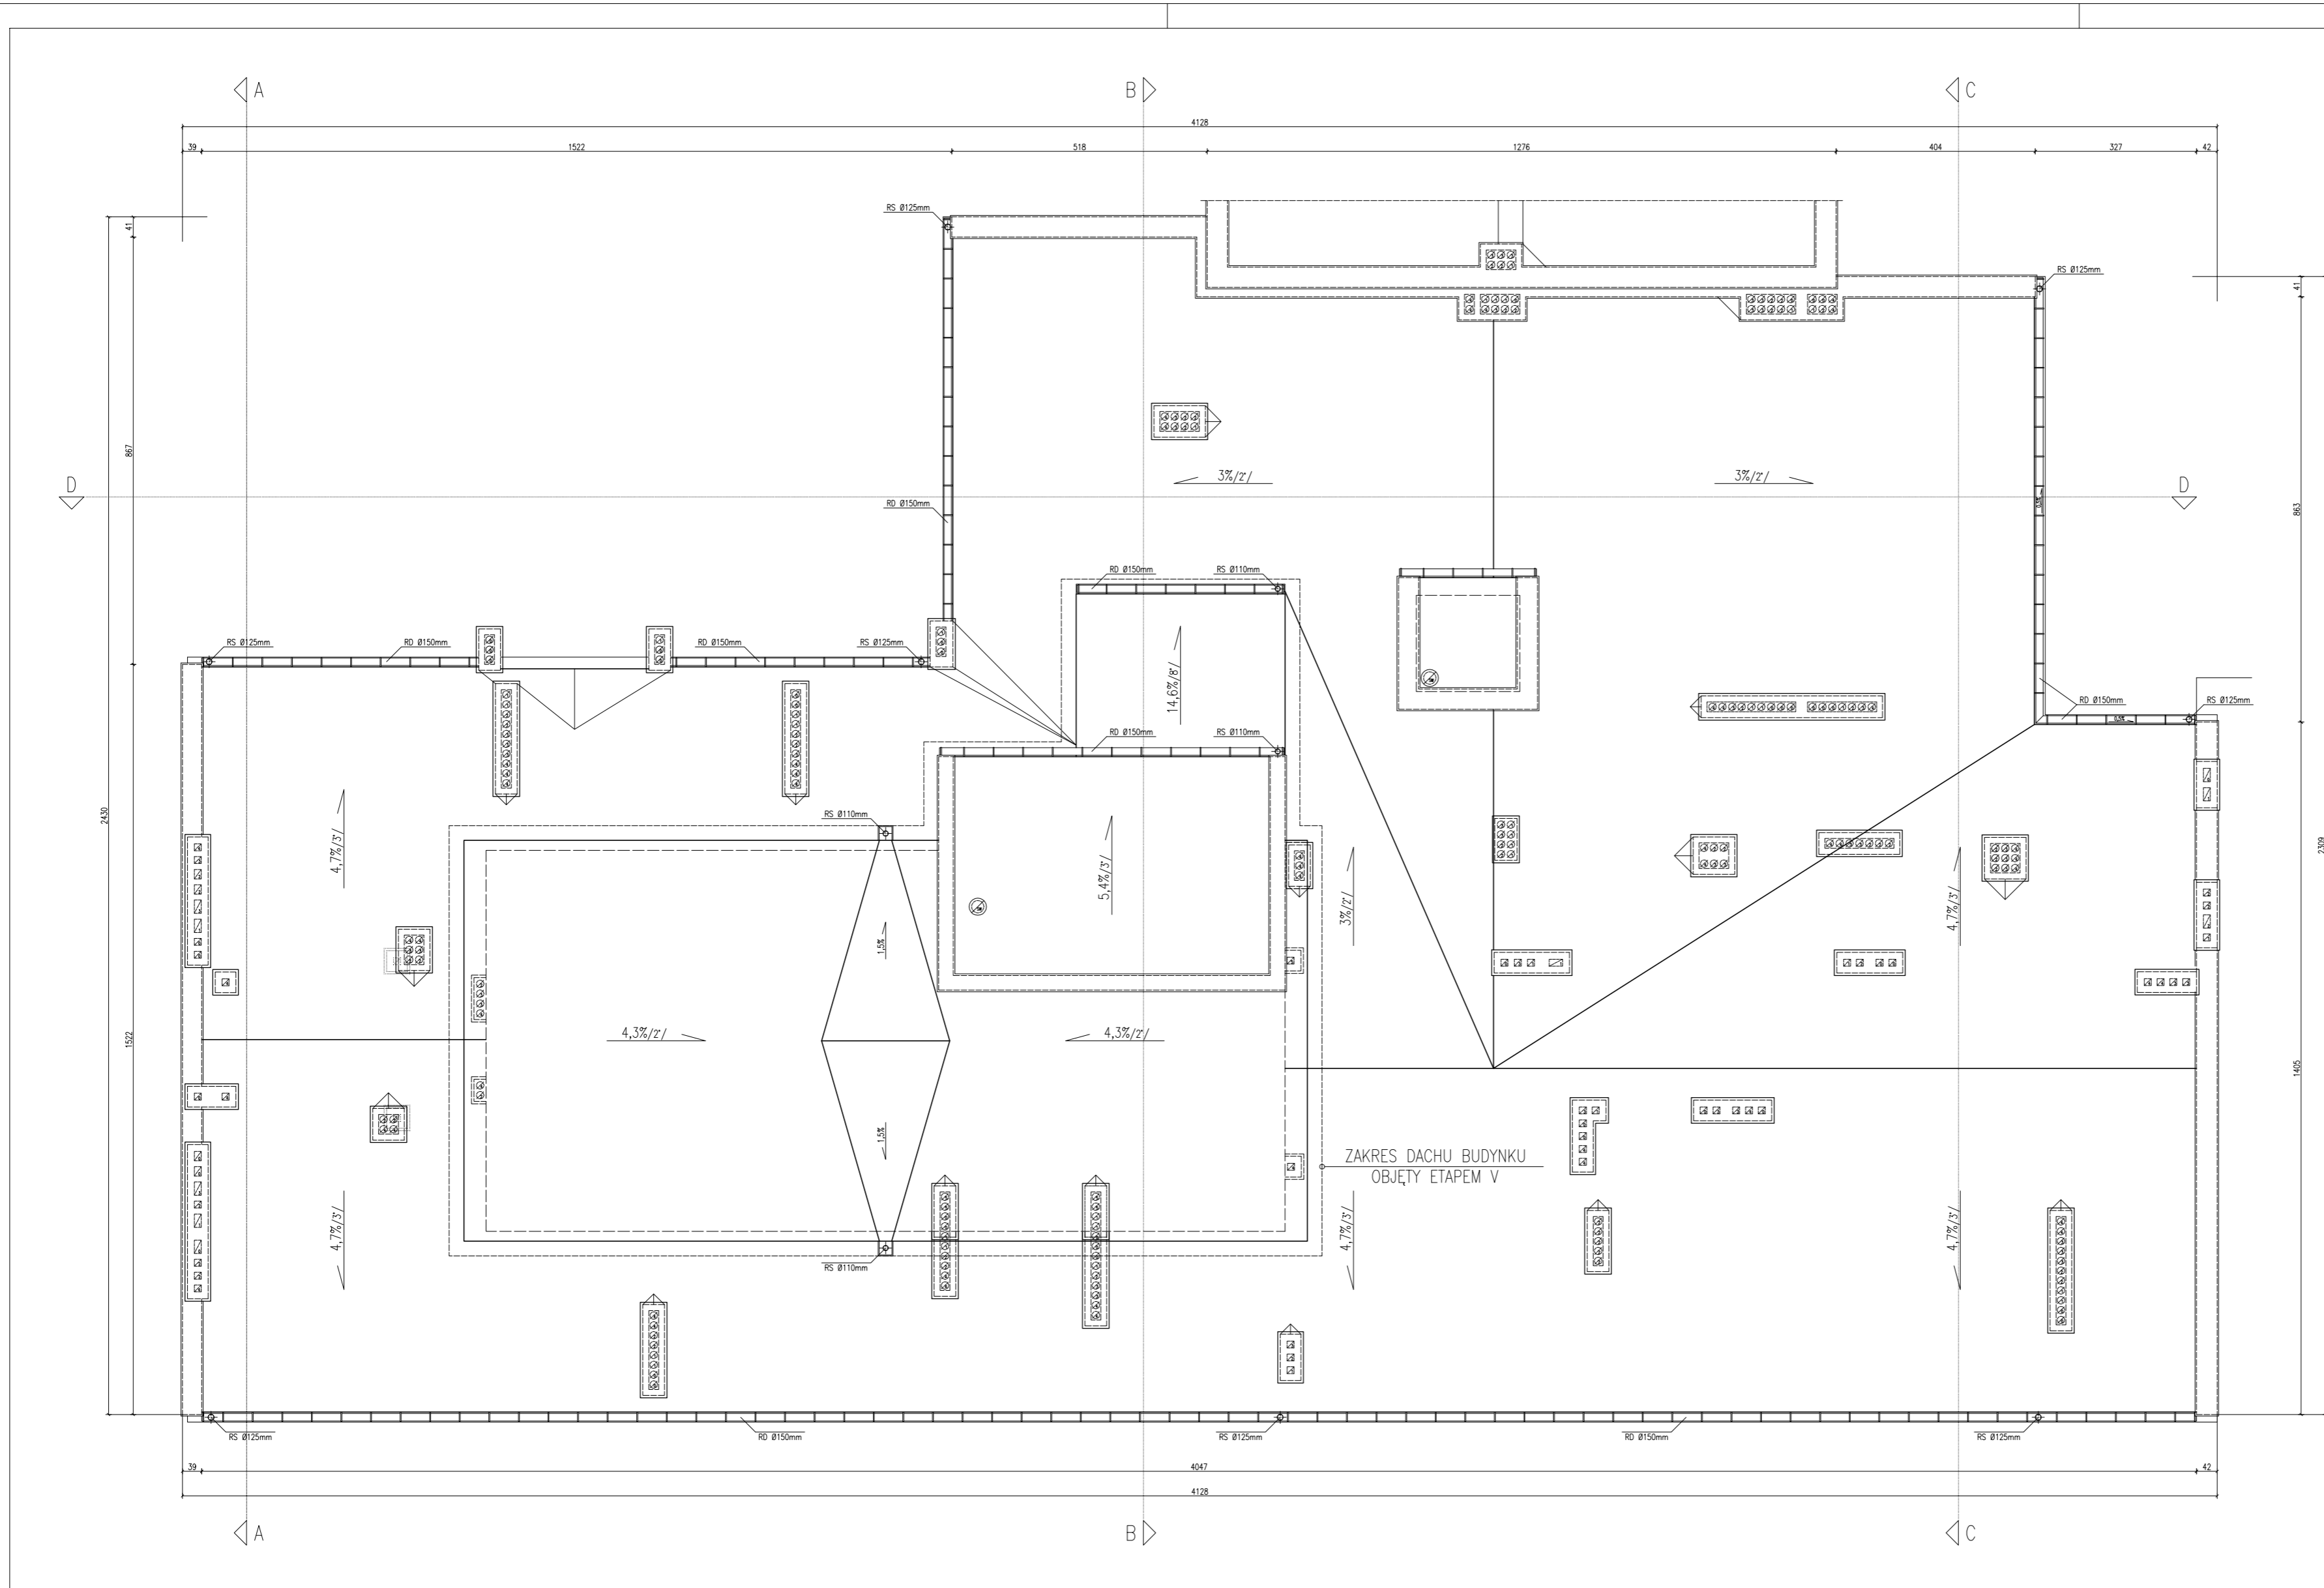 A
B
C
4128
39
1522
518
1276
404
327
42
RS Ø125mm
RS Ø125mm
41
41
867
D
3%/2°/
3%/2°/
D
RD Ø150mm
863
RD Ø150mm
RS Ø110mm
RS Ø125mm
RD Ø150mm
RD Ø150mm
RS Ø125mm
14,6%/8°/
RD Ø150mm
RS Ø125mm
RD Ø150mm
RS Ø110mm
2430
4,7%/3°/
RS Ø110mm
5,4%/3°/
3%/2°/
4,7%/3°/
2309
1,5%
1522
4,3%/2°/
4,3%/2°/
1405
1,5%
ZAKRES DACHU BUDYNKU
OBJĘTY ETAPEM V
4,7%/3°/
4,7%/3°/
4,7%/3°/
RS Ø110mm
RS Ø125mm
RD Ø150mm
RS Ø125mm
RD Ø150mm
RS Ø125mm
39
4047
42
4128
A
B
C